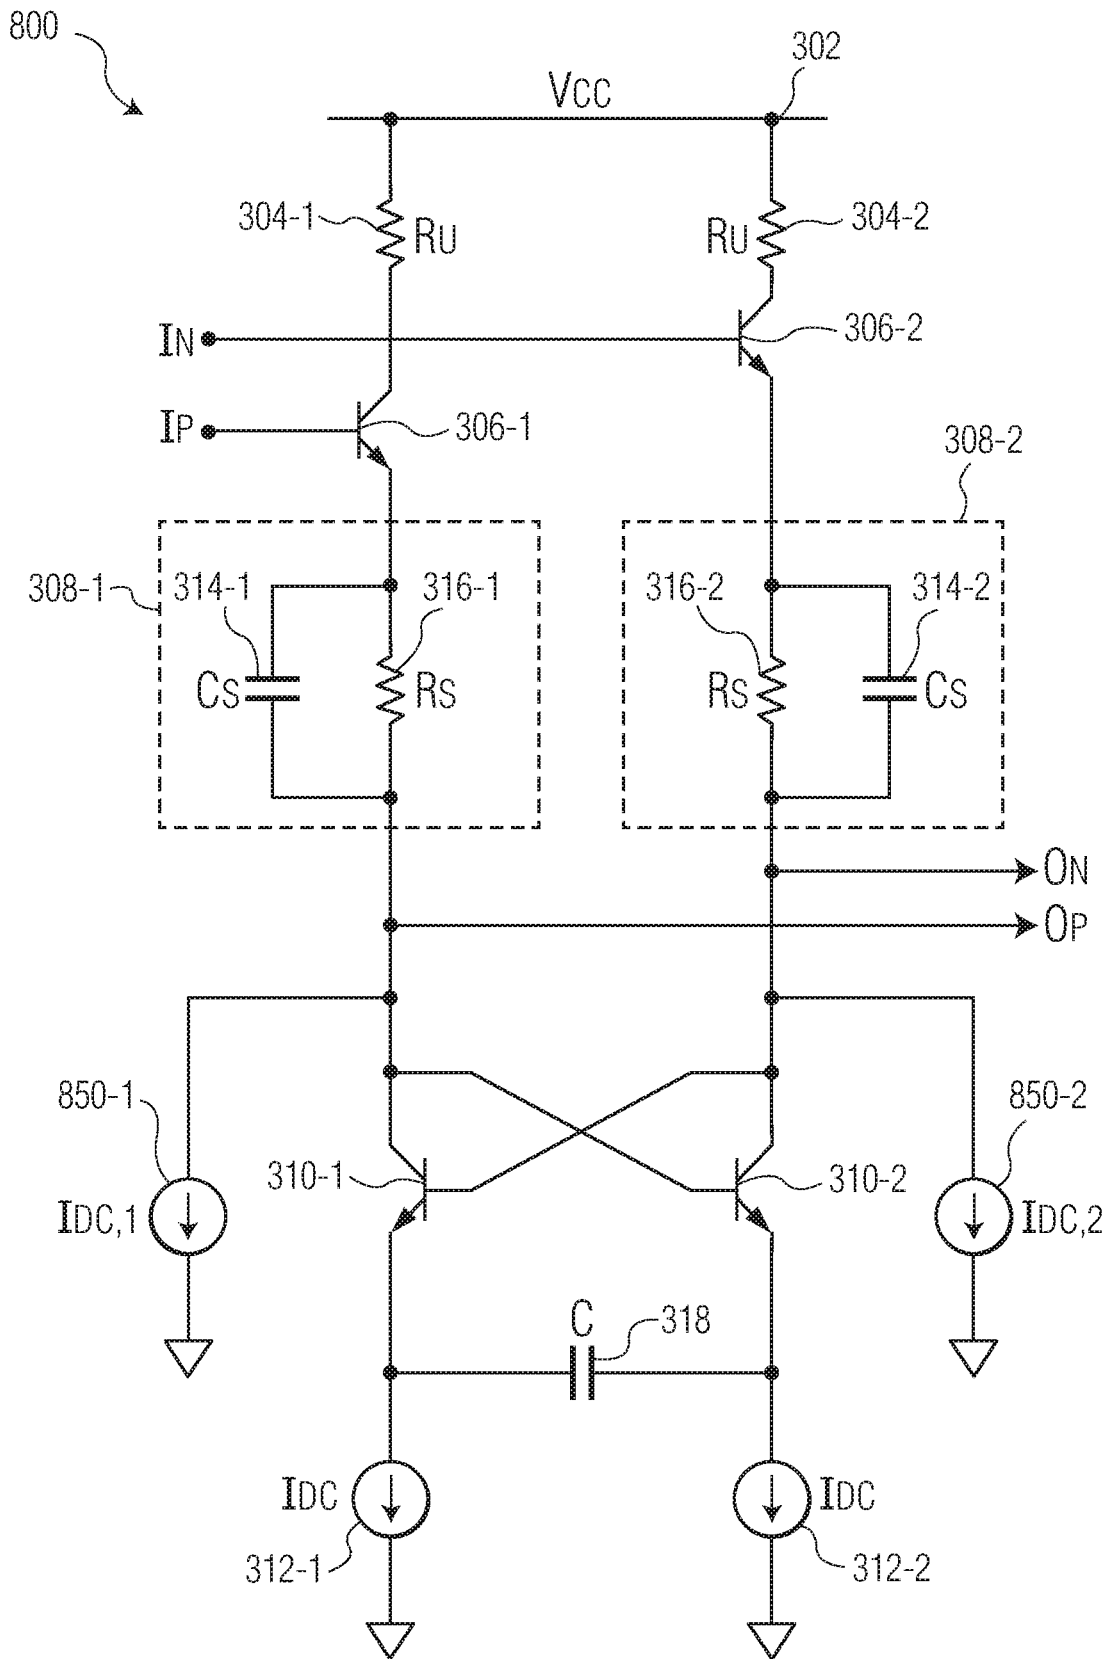 800
302
VCC
304-1
RU
RU
304-2
IN
306-2
IP
306-1
308-2
308-1
314-1
316-1
316-2
314-2
CS
RS
RS
CS
ON
OP
850-1
850-2
310-1
310-2
IDC,1
IDC,2
C
318
IDC
IDC
312-1
312-2